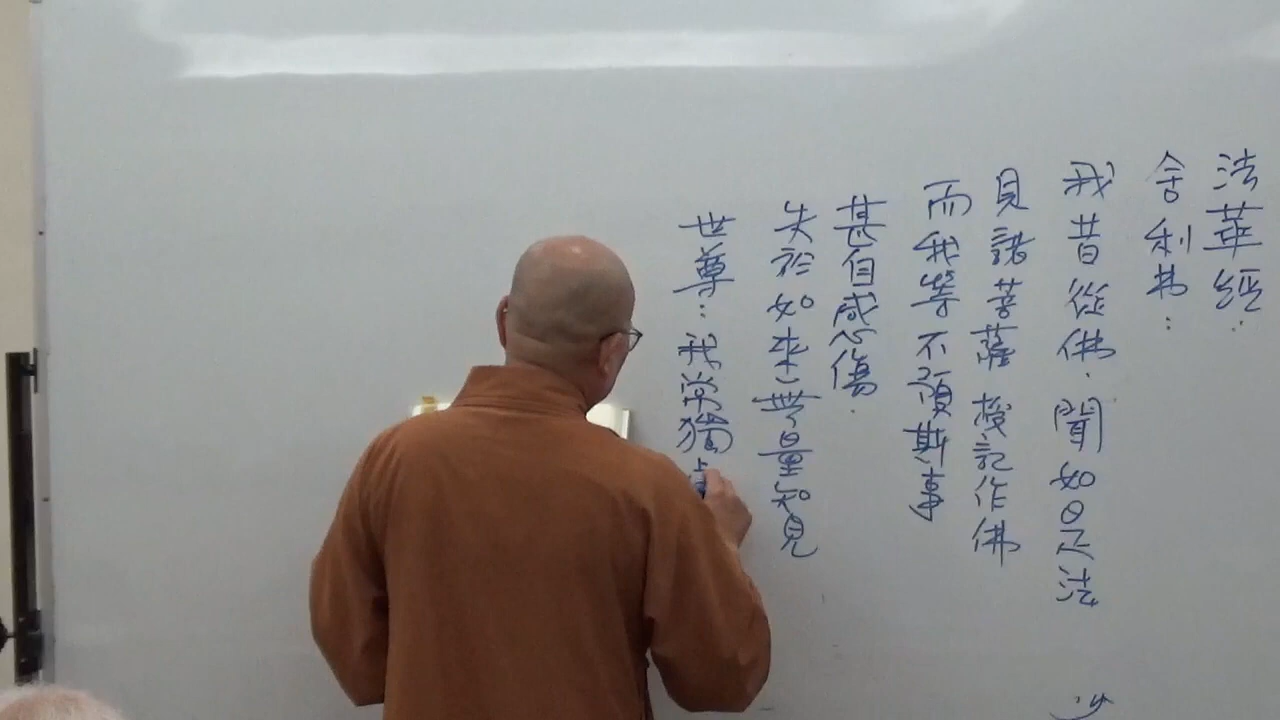 法華經:
舍利弗:
我昔從佛.聞如是法
見諸菩薩 授記作佛
而我等不預斯事
甚自感傷.
失於如來無量知見
世尊:我常獨